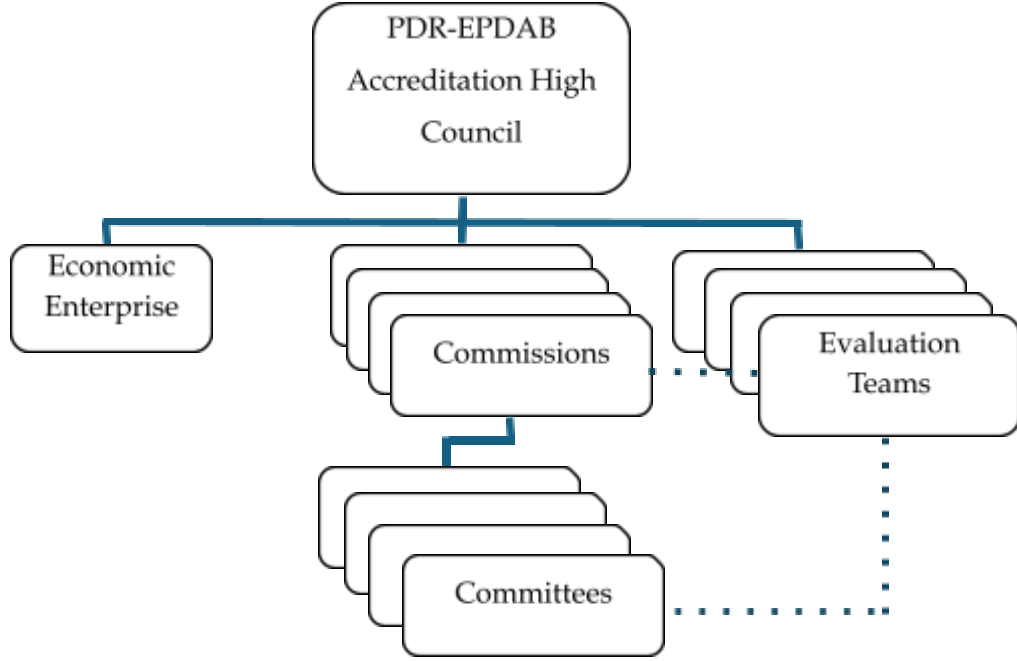 PDR-EPDAB
Accreditation High
Council
Economic
Enterprise
Commissions
Evaluation
Teams
Committees